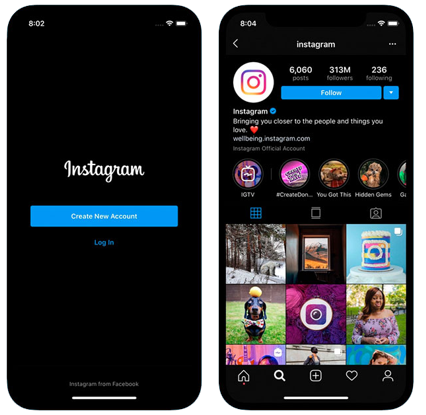 8:02
Instagram
Create New Account
Log In
Instagram from Facebook
8:04
instagram
6,060 313M 236
posts followers following
Follow
Instagram
Bringing you closer to the people and things you
love. ❤️
wellbeing.instagram.com
Instagram Official Account
IGTV #CreateDon... You Got This Hidden Gems Ga